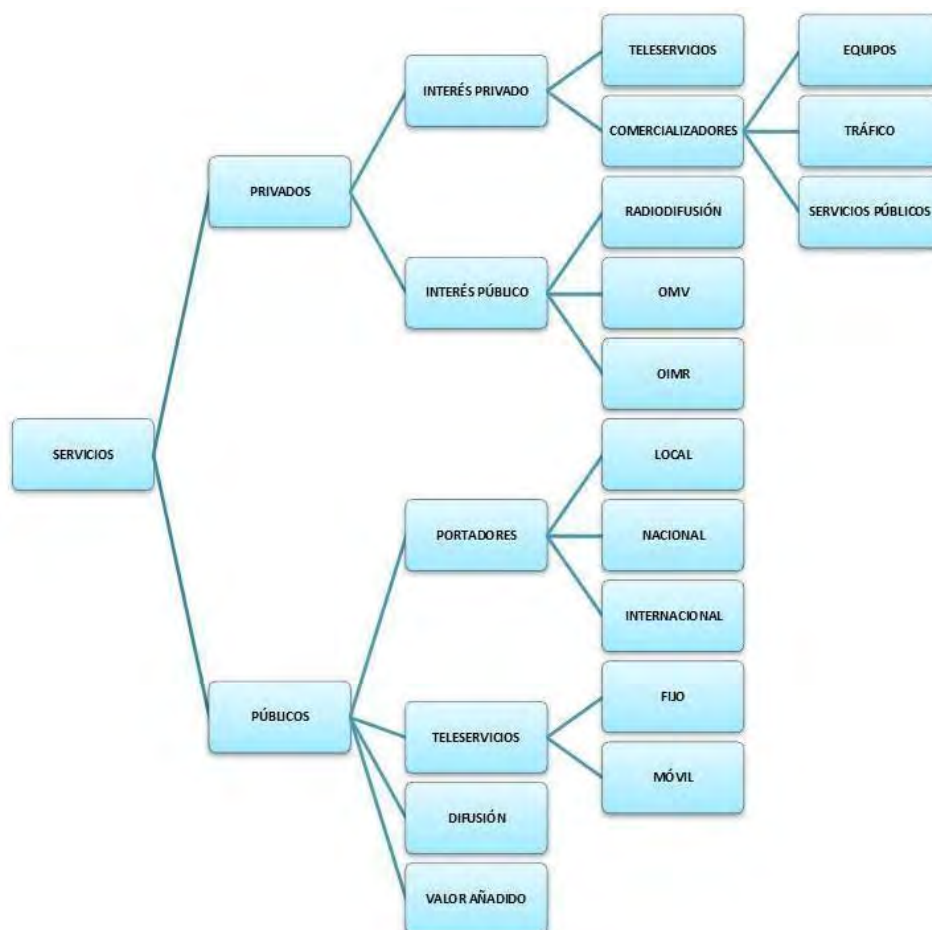 TELESERVICIOS
EQUIPOS
INTERÉS PRIVADO
COMERCIALIZADORES
TRÁFICO
PRIVADOS
RADIODIFUSIÓN
SERVICIOS PÚBLICOS
INTERÉS PÚBLICO
OMV
OIMR
SERVICIOS
LOCAL
PORTADORES
NACIONAL
INTERNACIONAL
PÚBLICOS
FIJO
TELESERVICIOS
MÓVIL
DIFUSIÓN
VALOR AÑADIDO